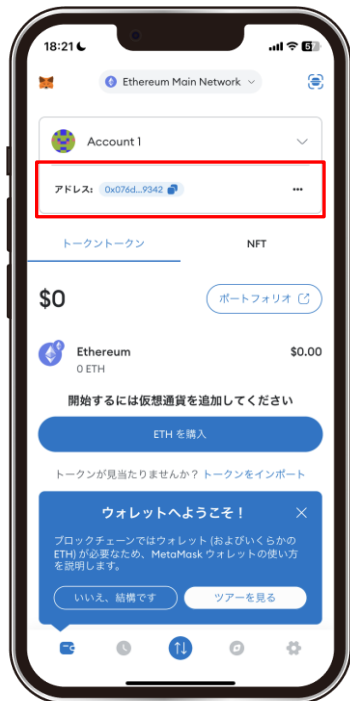 18:21
67
Ethereum Main Network
Account 1
アドレス: 0x076d...9342
トークントークン
NFT
$0
ポートフォリオ
Ethereum
$0.00
0 ETH
開始するには仮想通貨を追加してください
ETH を購入
トークンが見当たりませんか？ トークンをインポート
ウォレットへようこそ！
ブロックチェーンではウォレット (およびいくらかの
ETH) が必要なため、MetaMask ウォレットの使い方
を説明します。
いいえ、結構です
ツアーを見る